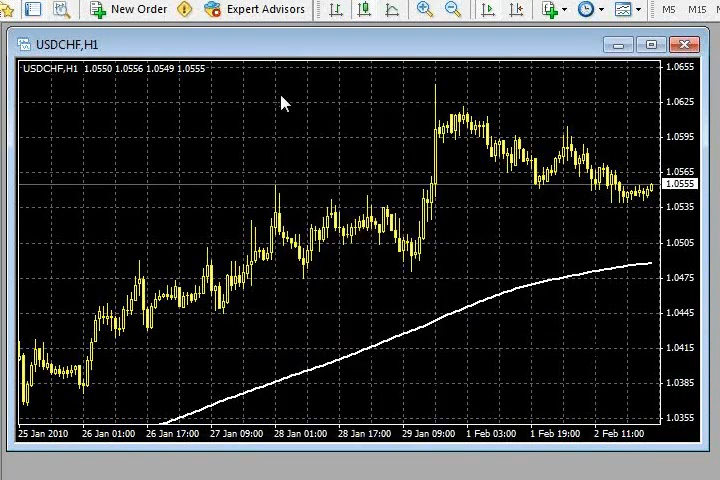 New Order
Expert Advisors
M5
M15
USDCHF,H1
USDCHF,H1 1.0550 1.0556 1.0549 1.0555
1.0655
1.0625
1.0595
1.0565
1.0555
1.0535
1.0505
1.0475
1.0445
1.0415
1.0385
1.0355
25 Jan 2010
26 Jan 01:00
26 Jan 17:00
27 Jan 09:00
28 Jan 01:00
28 Jan 17:00
29 Jan 09:00
1 Feb 03:00
1 Feb 19:00
2 Feb 11:00